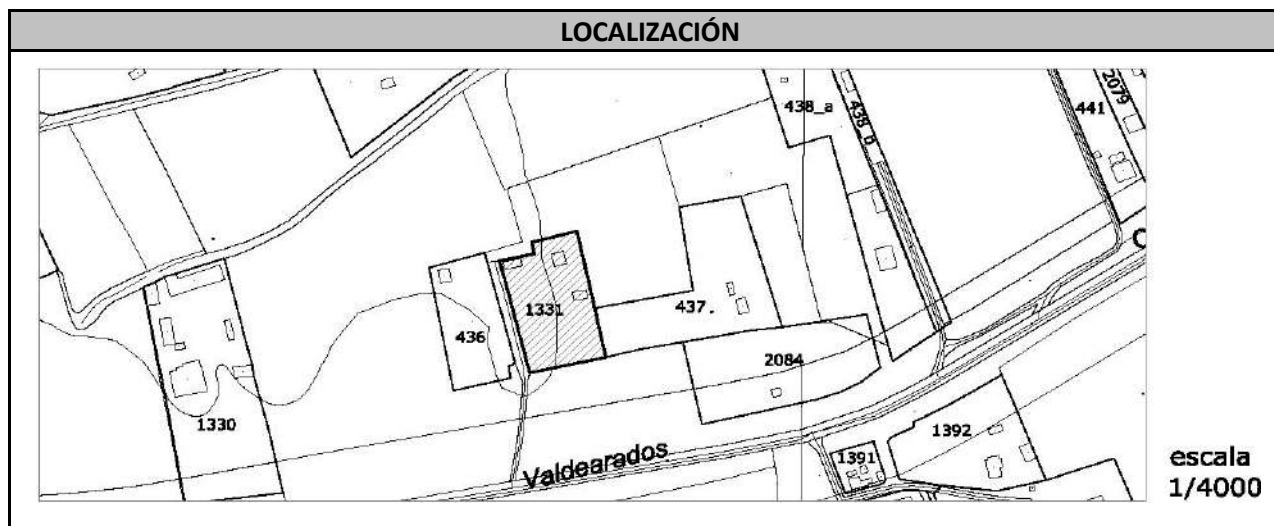 LOCALIZACIÓN
438_a
438_b
441
2079
1331
436
437.
2084
1330
1392
1391
Valdearados
C
escala
1/4000